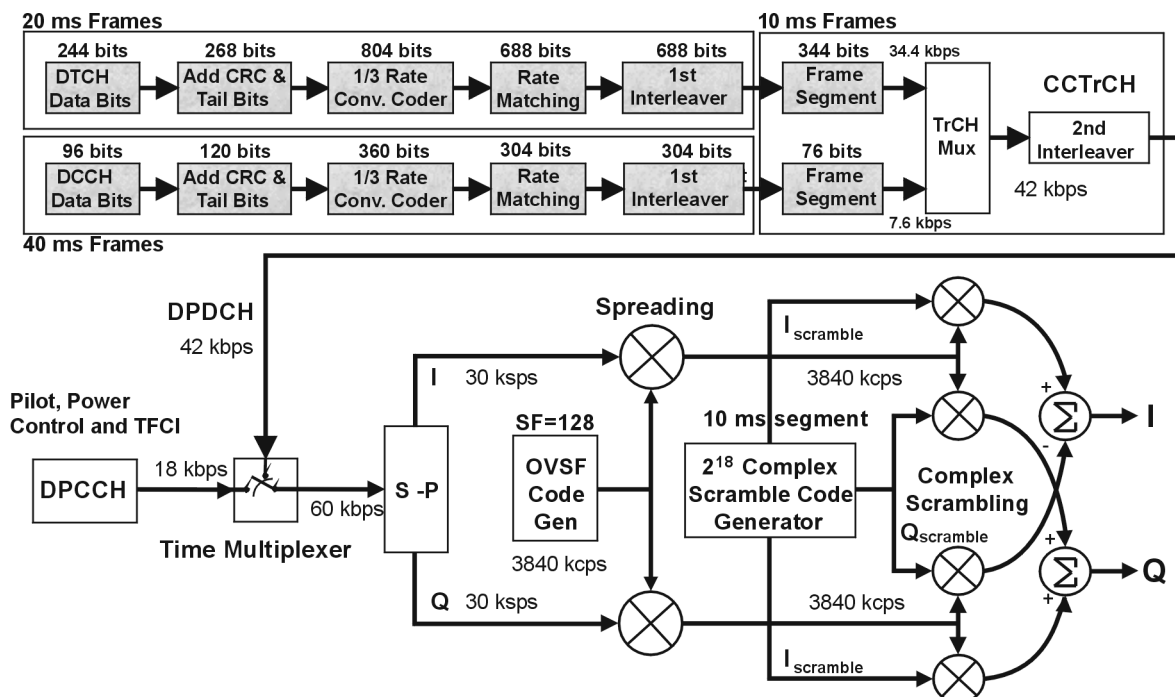 20 ms Frames
10 ms Frames
244 bits
268 bits
804 bits
688 bits
688 bits
344 bits
34.4 kbps
DTCH
Data Bits
Add CRC &
Tail Bits
1/3 Rate
Conv. Coder
Rate
Matching
1st
Interleaver
Frame
Segment
TrCH
Mux
CCTrCH
2nd
Interleaver
42 kbps
96 bits
120 bits
360 bits
304 bits
304 bits
76 bits
DCCH
Data Bits
Add CRC &
Tail Bits
1/3 Rate
Conv. Coder
Rate
Matching
1st
Interleaver
Frame
Segment
7.6 kbps
40 ms Frames
DPDCH
42 kbps
Spreading
I scramble
I
30 ksps
3840 kcps
Pilot, Power
Control and TFCI
DPCCH
18 kbps
60 kbps
Time Multiplexer
S -P
SF=128
OVSF
Code
Gen
3840 kcps
10 ms segment
2¹⁸ Complex
Scramble Code
Generator
Complex
Scrambling
Q scramble
+
Σ
-
I
+
Σ
+
Q
Q
30 ksps
3840 kcps
I scramble